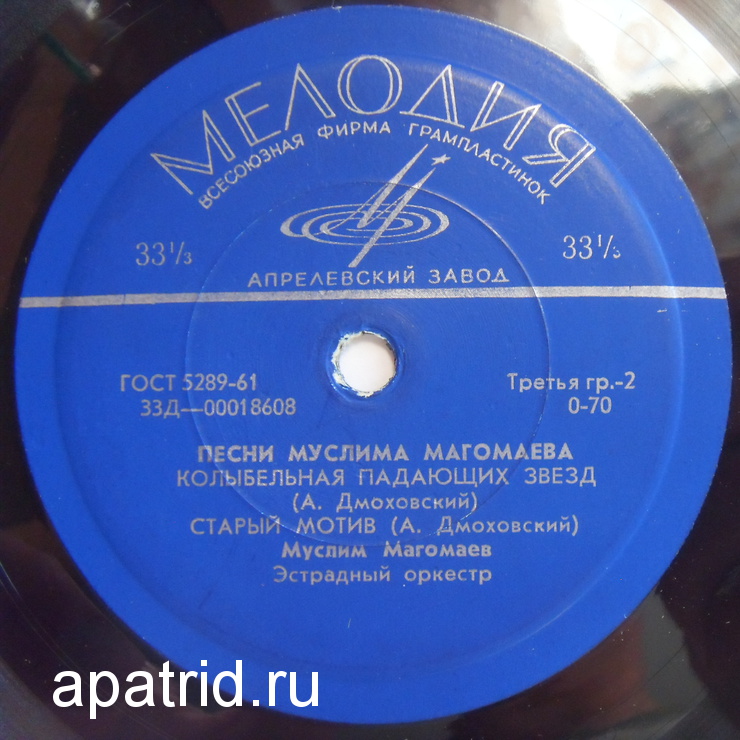 МЕЛОДИЯ
ВСЕСОЮЗНАЯ ФИРМА ГРАМПЛАСТИНОК
33⅓ 33⅓
АПРЕЛЕВСКИЙ ЗАВОД
ГОСТ 5289-61 Третья гр.-2
33Д—00018608 0-70
ПЕСНИ МУСЛИМА МАГОМАЕВА
КОЛЫБЕЛЬНАЯ ПАДАЮЩИХ ЗВЕЗД
(А. Дмоховский)
СТАРЫЙ МОТИВ (А. Дмоховский)
Муслим Магомаев
Эстрадный оркестр
apatrid.ru